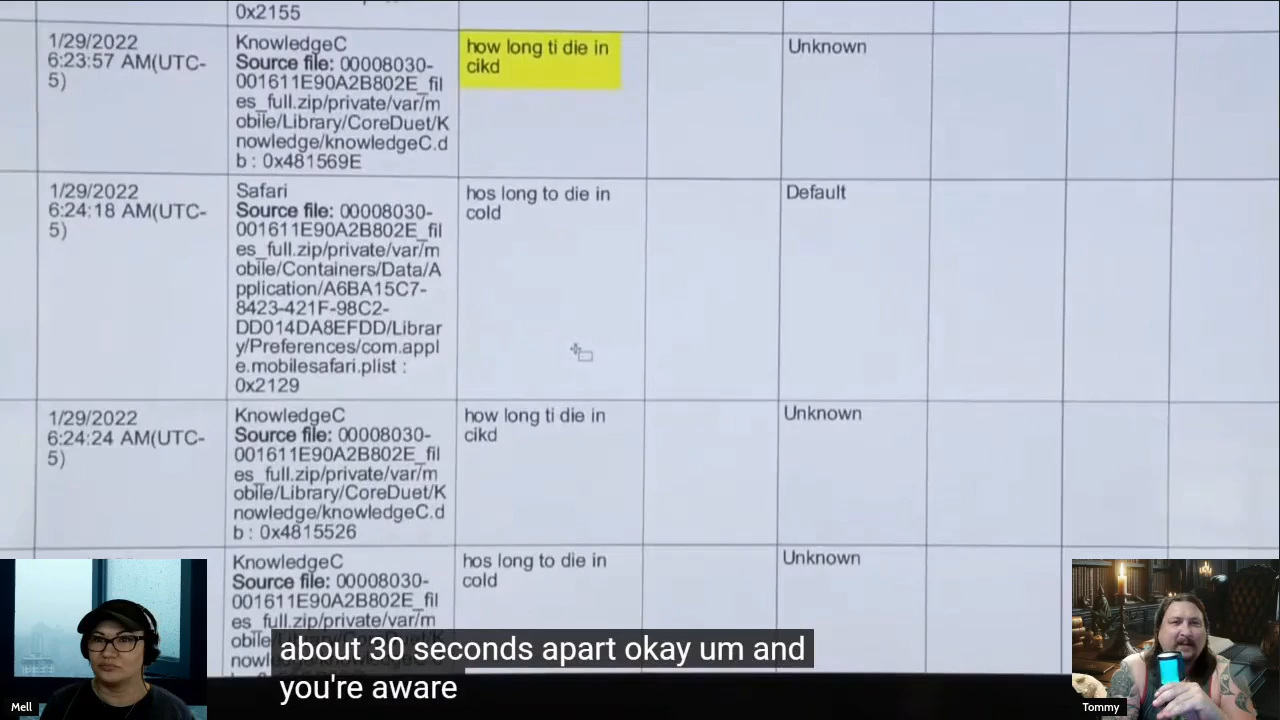 0x2155
1/29/2022
6:23:57 AM(UTC-
5)
KnowledgeC
Source file: 00008030-
001611E90A2B802E_fil
es_full.zip/private/var/m
obile/Library/CoreDuet/K
nowledge/knowledgeC.d
b : 0x481569E
how long ti die in
cikd
Unknown
1/29/2022
6:24:18 AM(UTC-
5)
Safari
Source file: 00008030-
001611E90A2B802E_fil
es_full.zip/private/var/m
obile/Containers/Data/A
pplication/A6BA15C7-
8423-421F-98C2-
DD014DA8EFDD/Librar
y/Preferences/com.appl
e.mobilesafari.plist :
0x2129
hos long to die in
cold
Default
1/29/2022
6:24:24 AM(UTC-
5)
KnowledgeC
Source file: 00008030-
001611E90A2B802E_fil
es_full.zip/private/var/m
obile/Library/CoreDuet/K
nowledge/knowledgeC.d
b : 0x4815526
how long ti die in
cikd
Unknown
KnowledgeC
Source file: 00008030-
001611E90A2B802E_fil
es_full.zip/private/var/m
hos long to die in
cold
Unknown
about 30 seconds apart okay um and
you're aware
Mell
Tommy